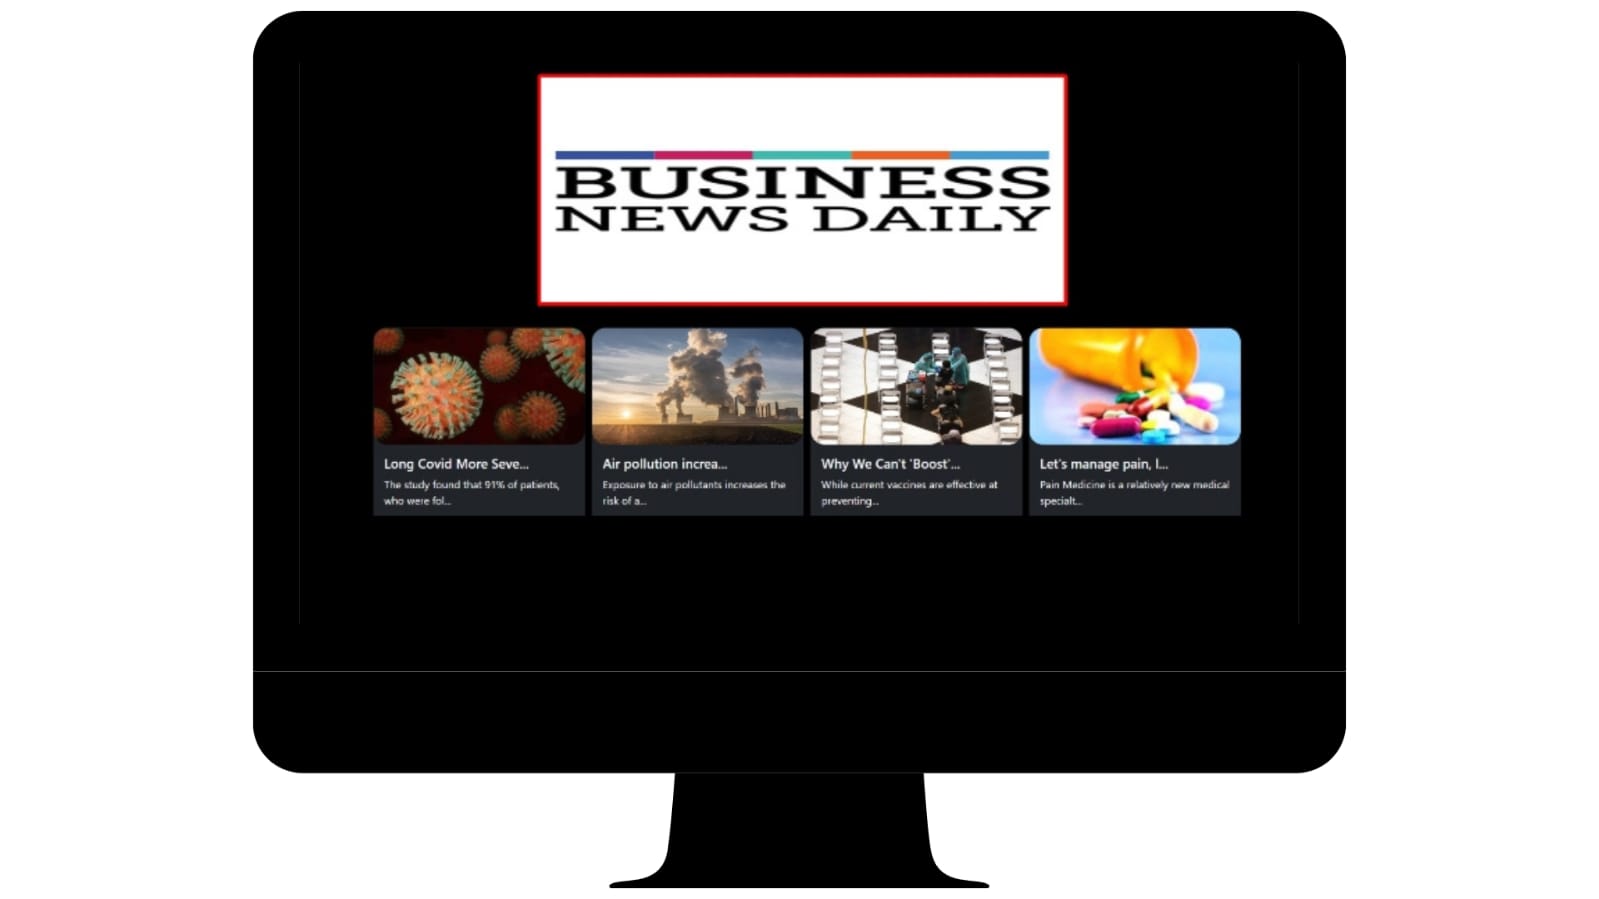 BUSINESS
NEWS DAILY
Long Covid More Seve...
The study found that 91% of patients,
who were fol...
Air pollution increa...
Exposure to air pollutants increases the
risk of a...
Why We Can't 'Boost'...
While current vaccines are effective at
preventing...
Let's manage pain, l...
Pain Medicine is a relatively new medical
specialt...